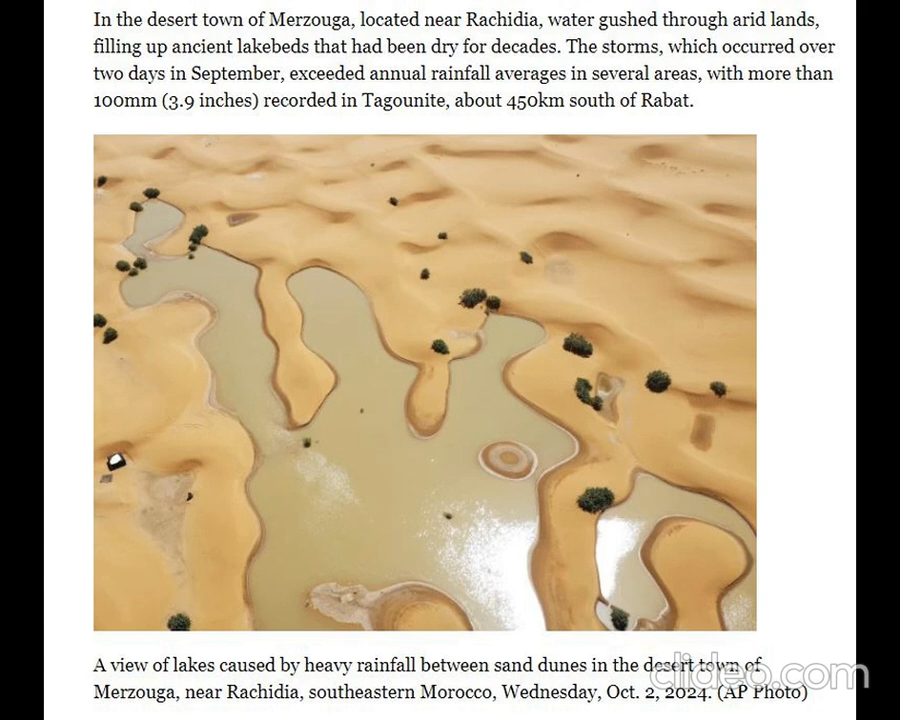 In the desert town of Merzouga, located near Rachidia, water gushed through arid lands,
filling up ancient lakebeds that had been dry for decades. The storms, which occurred over
two days in September, exceeded annual rainfall averages in several areas, with more than
100mm (3.9 inches) recorded in Tagounite, about 450km south of Rabat.
A view of lakes caused by heavy rainfall between sand dunes in the desert town of
Merzouga, near Rachidia, southeastern Morocco, Wednesday, Oct. 2, 2024. (AP Photo)
clideo.com